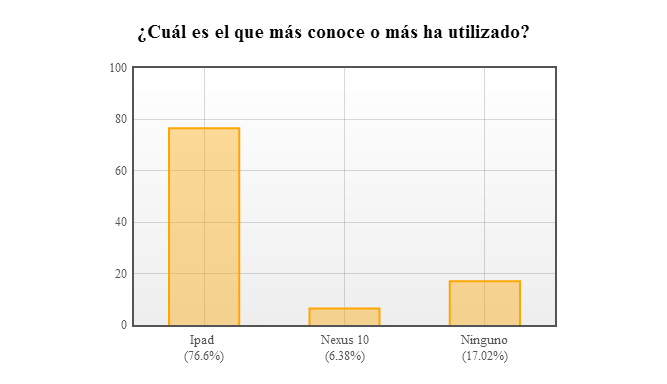 ¿Cuál es el que más conoce o más ha utilizado?
100
80
60
40
20
0
Ipad Nexus 10 Ninguno
(76.6%) (6.38%) (17.02%)